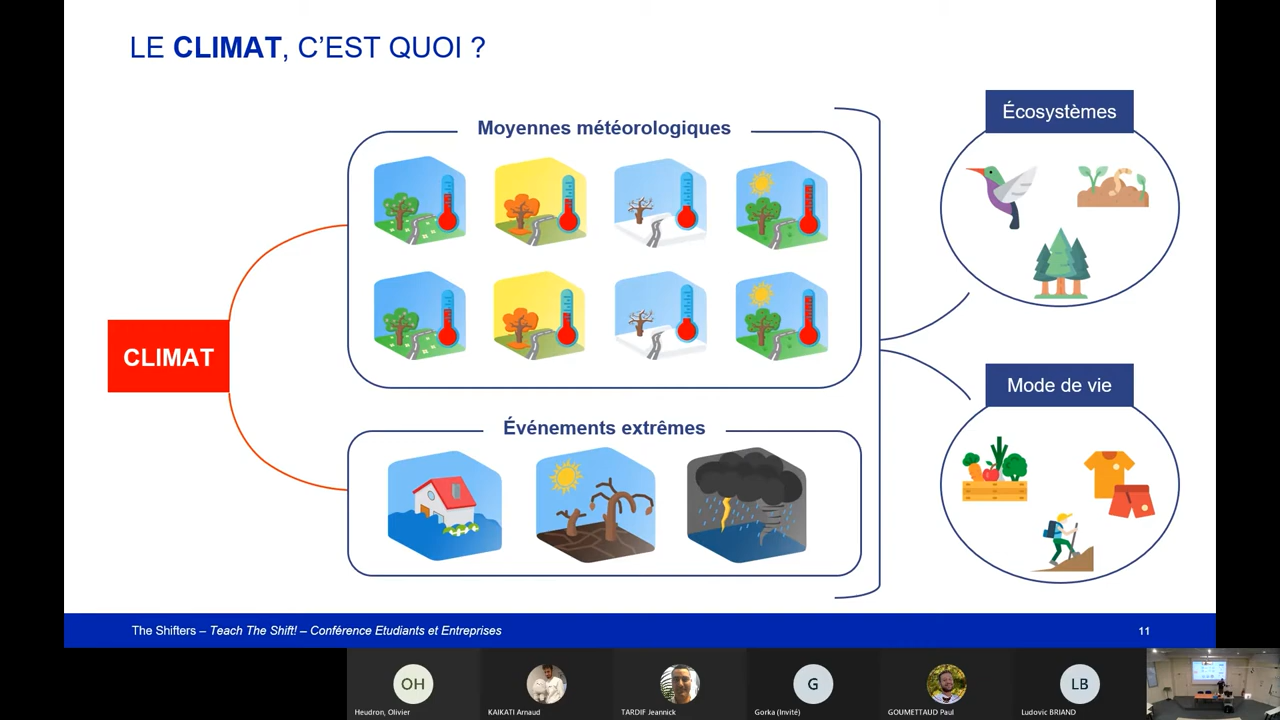 LE CLIMAT, C'EST QUOI ?
Moyennes météorologiques
Écosystèmes
CLIMAT
Mode de vie
Événements extrêmes
The Shifters – Teach The Shift! – Conférence Etudiants et Entreprises
11
OH
G
LB
Heudron, Olivier
KAIKATI Arnaud
TARDIF Jeannick
Gorka (Invité)
GOUMETTAUD Paul
Ludovic BRIAND